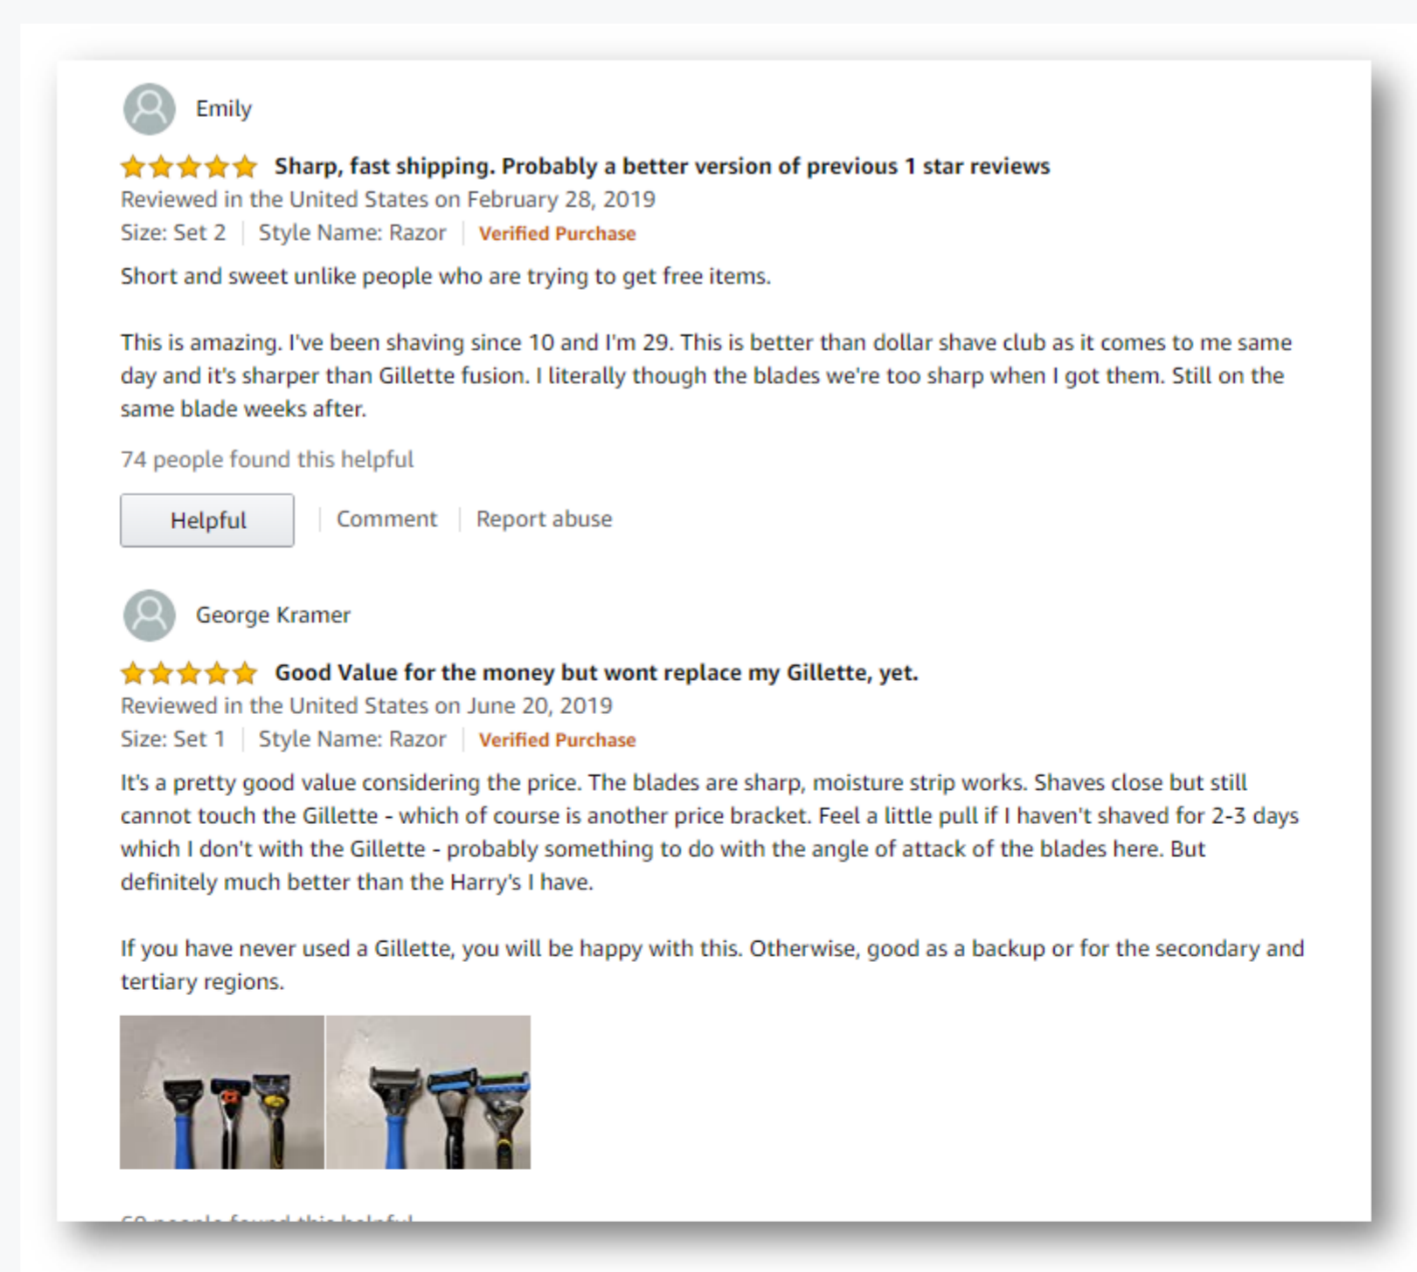 Emily
Sharp, fast shipping. Probably a better version of previous 1 star reviews
Reviewed in the United States on February 28, 2019
Size: Set 2 | Style Name: Razor | Verified Purchase
Short and sweet unlike people who are trying to get free items.
This is amazing. I've been shaving since 10 and I'm 29. This is better than dollar shave club as it comes to me same
day and it's sharper than Gillette fusion. I literally though the blades we're too sharp when I got them. Still on the
same blade weeks after.
74 people found this helpful
Helpful | Comment | Report abuse
George Kramer
Good Value for the money but wont replace my Gillette, yet.
Reviewed in the United States on June 20, 2019
Size: Set 1 | Style Name: Razor | Verified Purchase
It's a pretty good value considering the price. The blades are sharp, moisture strip works. Shaves close but still
cannot touch the Gillette - which of course is another price bracket. Feel a little pull if I haven't shaved for 2-3 days
which I don't with the Gillette - probably something to do with the angle of attack of the blades here. But
definitely much better than the Harry's I have.
If you have never used a Gillette, you will be happy with this. Otherwise, good as a backup or for the secondary and
tertiary regions.
people found this helpful